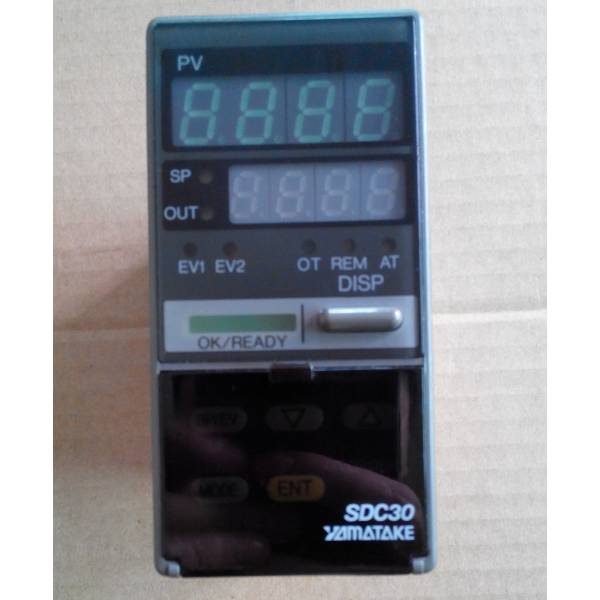 PV
8.8.8.8
SP
OUT
8.8.8.8
EV1 EV2 OT REM AT
DISP
OK/READY
MODE ENT
SDC30
YAMATAKE